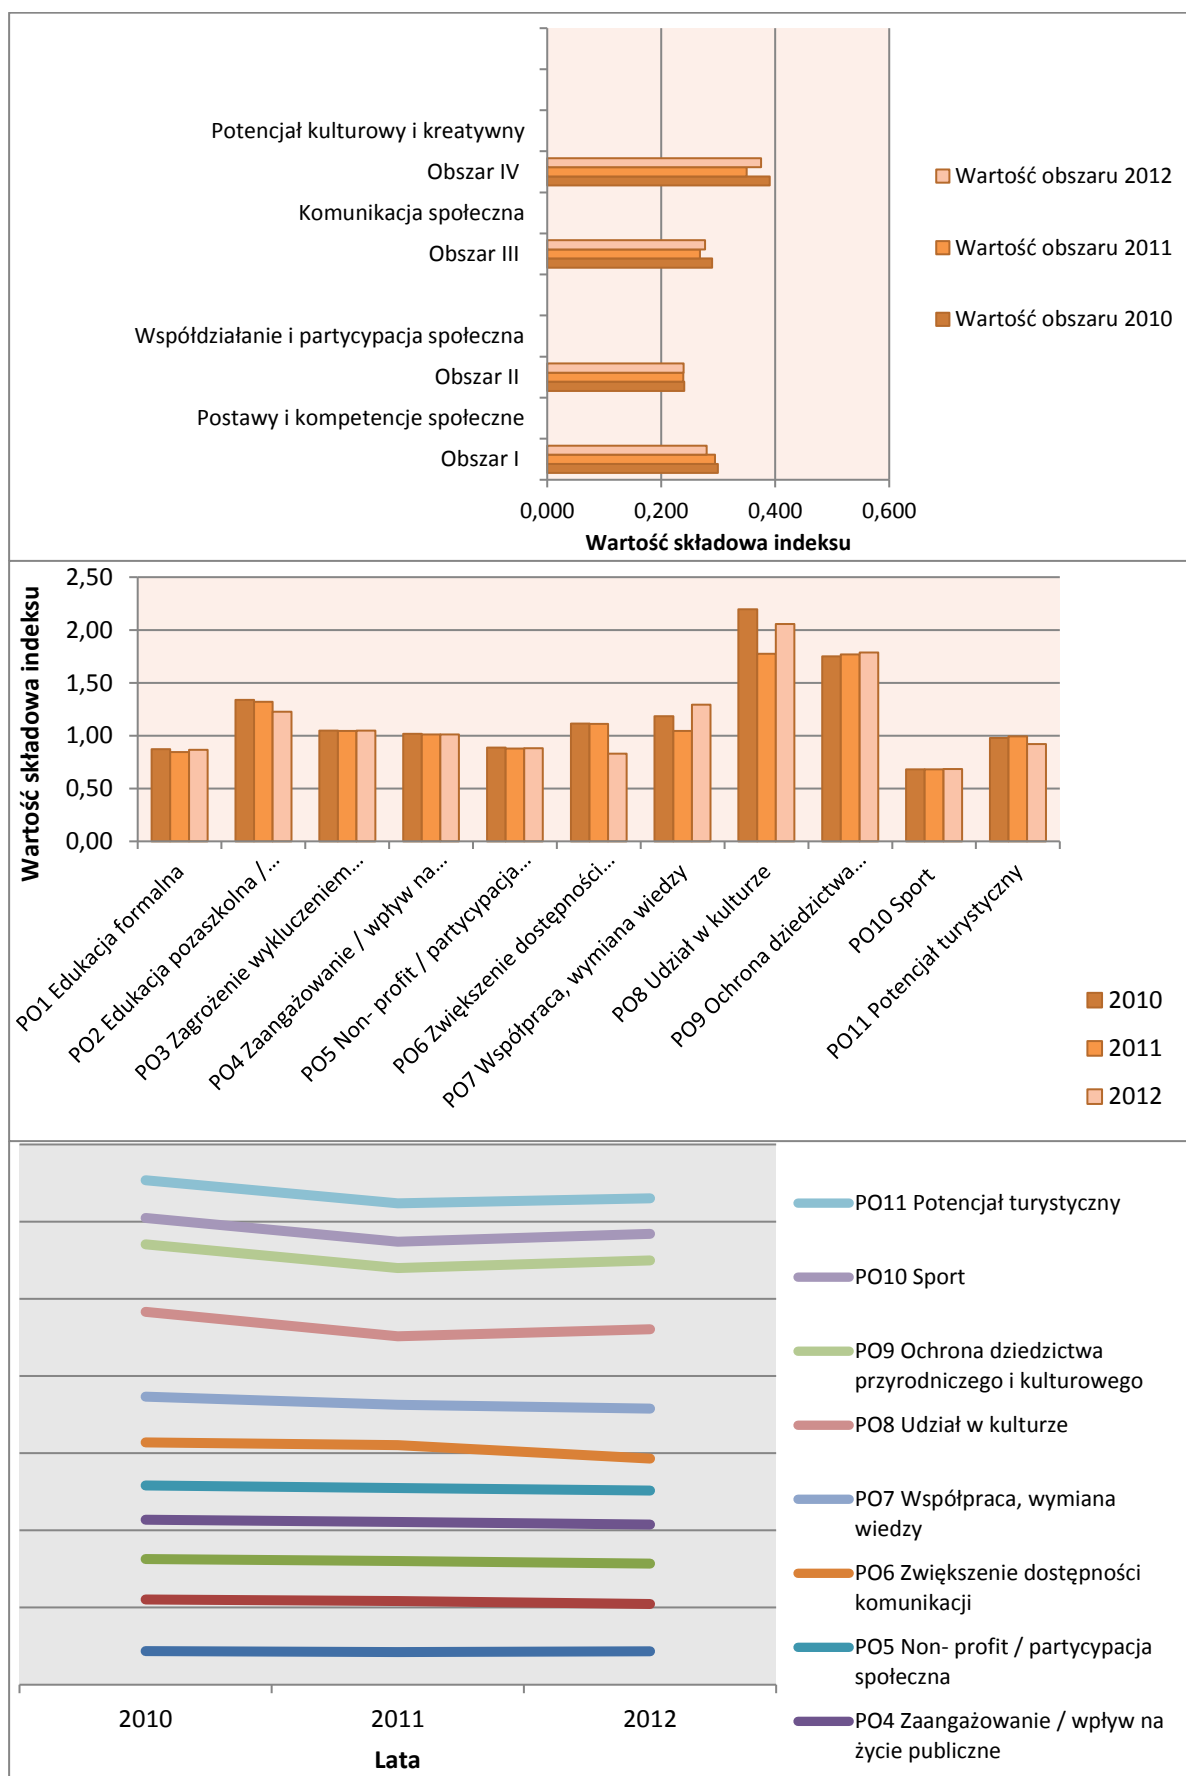 Potencjał kulturowy i kreatywny
Obszar IV
Komunikacja społeczna
Obszar III
Współdziałanie i partycypacja społeczna
Obszar II
Postawy i kompetencje społeczne
Obszar I
0,000 0,200 0,400 0,600
Wartość składowa indeksu
Wartość obszaru 2012
Wartość obszaru 2011
Wartość obszaru 2010
Wartość składowa indeksu
2,50
2,00
1,50
1,00
0,50
0,00
PO1 Edukacja formalna
PO2 Edukacja pozaszkolna /...
PO3 Zagrożenie wykluczeniem...
PO4 Zaangażowanie / wpływ na...
PO5 Non- profit / partycypacja...
PO6 Zwiększenie dostępności...
PO7 Współpraca, wymiana wiedzy
PO8 Udział w kulturze
PO9 Ochrona dziedzictwa...
PO10 Sport
PO11 Potencjał turystyczny
2010
2011
2012
2010 2011 2012
Lata
PO11 Potencjał turystyczny
PO10 Sport
PO9 Ochrona dziedzictwa
przyrodniczego i kulturowego
PO8 Udział w kulturze
PO7 Współpraca, wymiana
wiedzy
PO6 Zwiększenie dostępności
komunikacji
PO5 Non- profit / partycypacja
społeczna
PO4 Zaangażowanie / wpływ na
życie publiczne